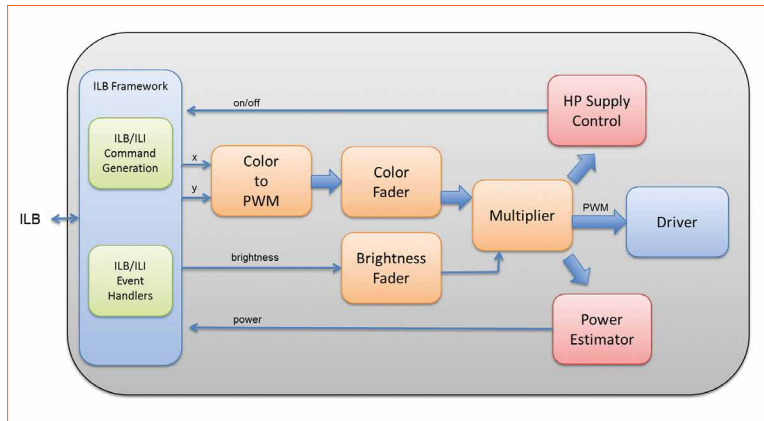 ILB Framework
HP Supply
Control
on/off
ILB/ILI
Command
Generation
x
y
Color
to
PWM
Color
Fader
Multiplier
PWM
Driver
ILB
ILB/ILI
Event
Handlers
brightness
Brightness
Fader
power
Power
Estimator